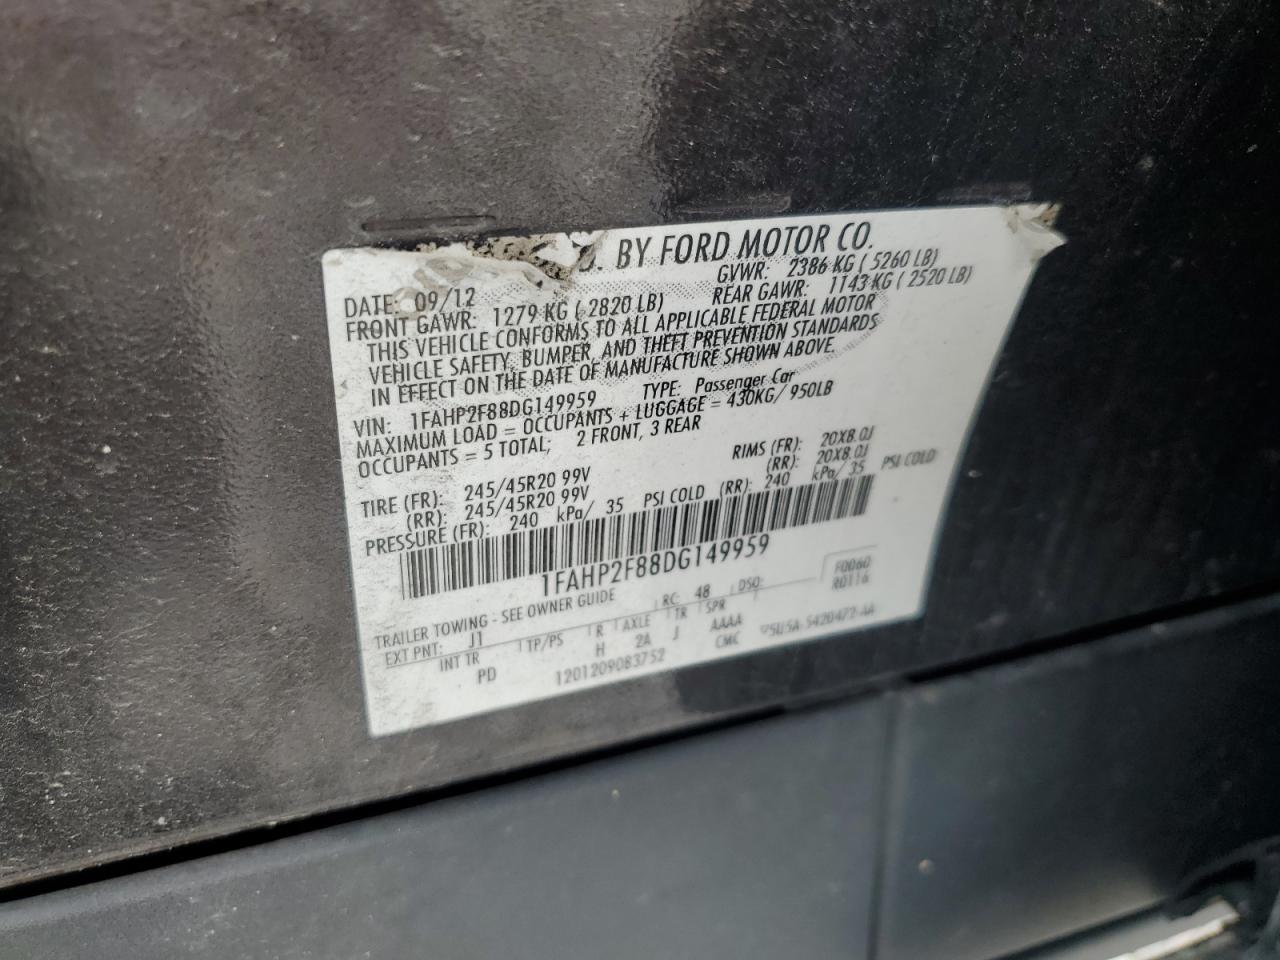 D. BY FORD MOTOR CO.
DATE: 09/12 GVWR: 2386 KG ( 5260 LB)
FRONT GAWR: 1279 KG ( 2820 LB) REAR GAWR: 1143 KG ( 2520 LB)
THIS VEHICLE CONFORMS TO ALL APPLICABLE FEDERAL MOTOR
VEHICLE SAFETY, BUMPER, AND THEFT PREVENTION STANDARDS
IN EFFECT ON THE DATE OF MANUFACTURE SHOWN ABOVE.
VIN: 1FAHP2F88DG149959 TYPE: Passenger Car
MAXIMUM LOAD = OCCUPANTS + LUGGAGE = 430KG/ 950LB
OCCUPANTS = 5 TOTAL; 2 FRONT, 3 REAR
TIRE (FR): 245/45R20 99V RIMS (FR): 20X8.0J
(RR): 245/45R20 99V (RR): 20X8.0J
PRESSURE (FR): 240 kPa/ 35 PSI COLD (RR): 240 kPa/ 35 PSI COLD
1FAHP2F88DG149959
TRAILER TOWING - SEE OWNER GUIDE F0060
EXT PNT: J1 RC: 48 DSO: R0116
INT TR TP/PS R AXLE TR SPR
PD H 2A J AAAA
1201209083752 CMC 5U5A-5420472-AA